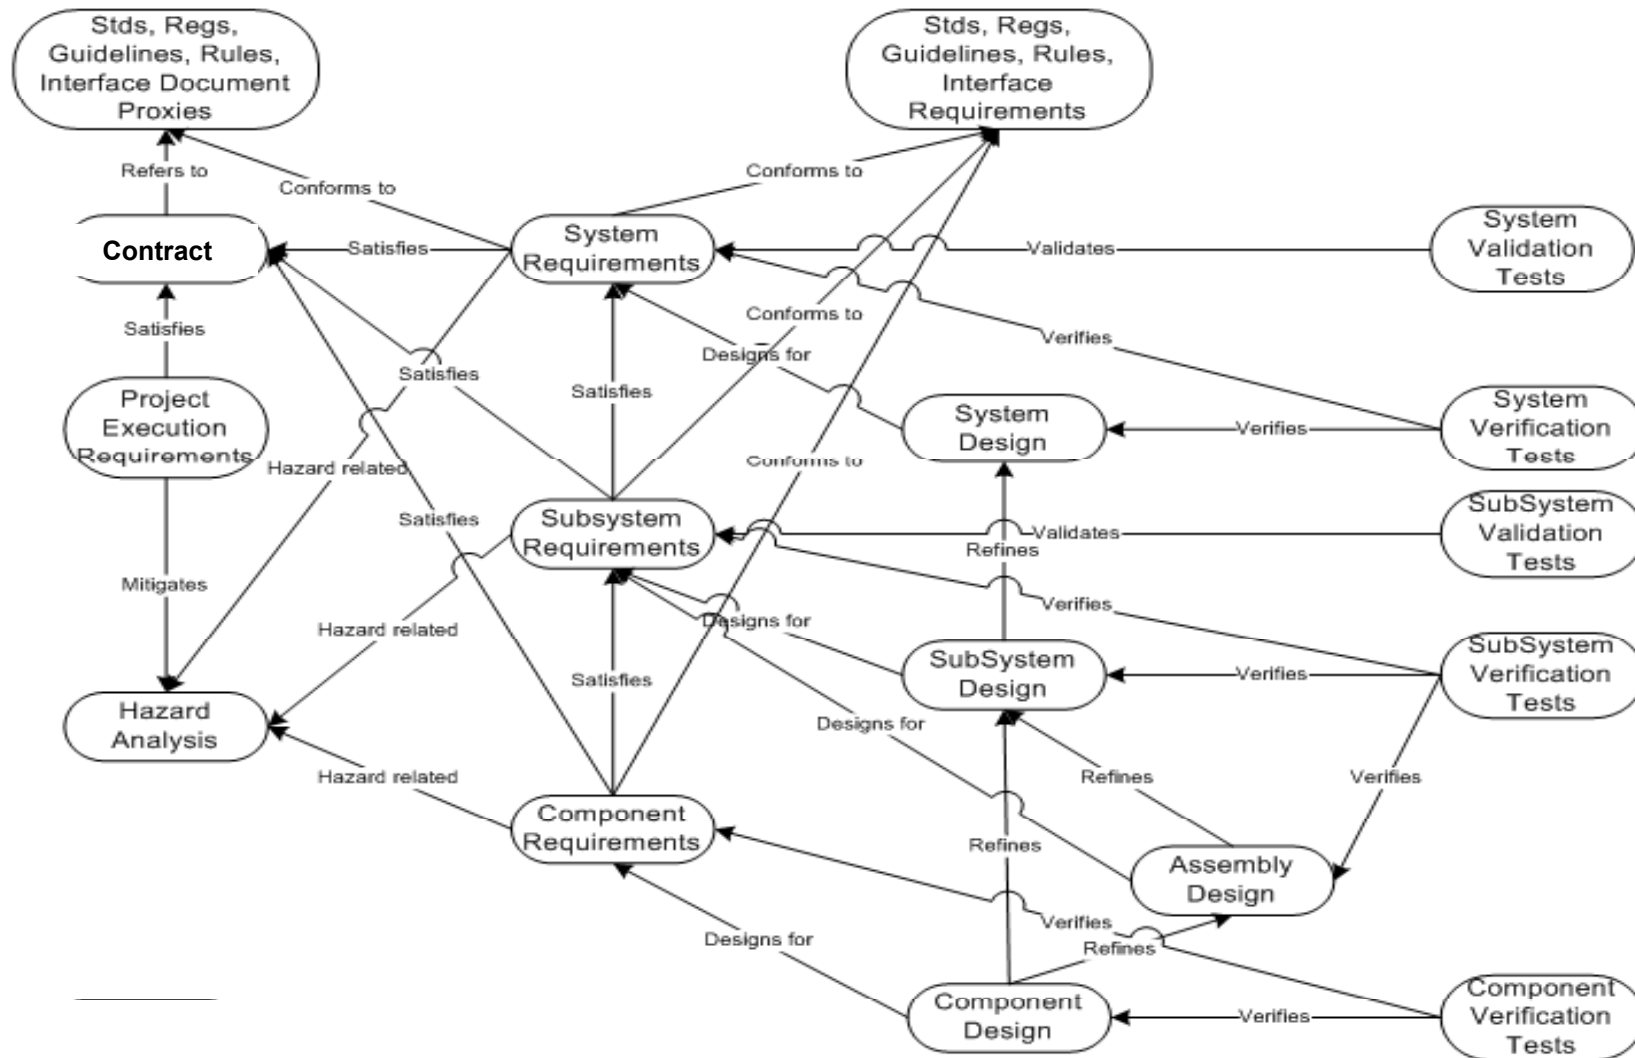 Stds, Regs,
Guidelines, Rules,
Interface Document
Proxies
Stds, Regs,
Guidelines, Rules,
Interface
Requirements
Refers to
Conforms to
Conforms to
Contract
Satisfies
System
Requirements
Validates
System
Validation
Tests
Satisfies
Conforms to
Verifies
Designs for
Satisfies
Satisfies
Project
Execution
Requirements
System
Design
Verifies
System
Verification
Tests
Hazard related
Conforms to
Satisfies
Subsystem
Requirements
Validates
Refines
SubSystem
Validation
Tests
Mitigates
Verifies
Hazard related
Designs for
Satisfies
SubSystem
Design
Verifies
SubSystem
Verification
Tests
Hazard
Analysis
Designs for
Hazard related
Refines
Verifies
Component
Requirements
Refines
Assembly
Design
Verifies
Designs for
Refines
Component
Design
Verifies
Component
Verification
Tests